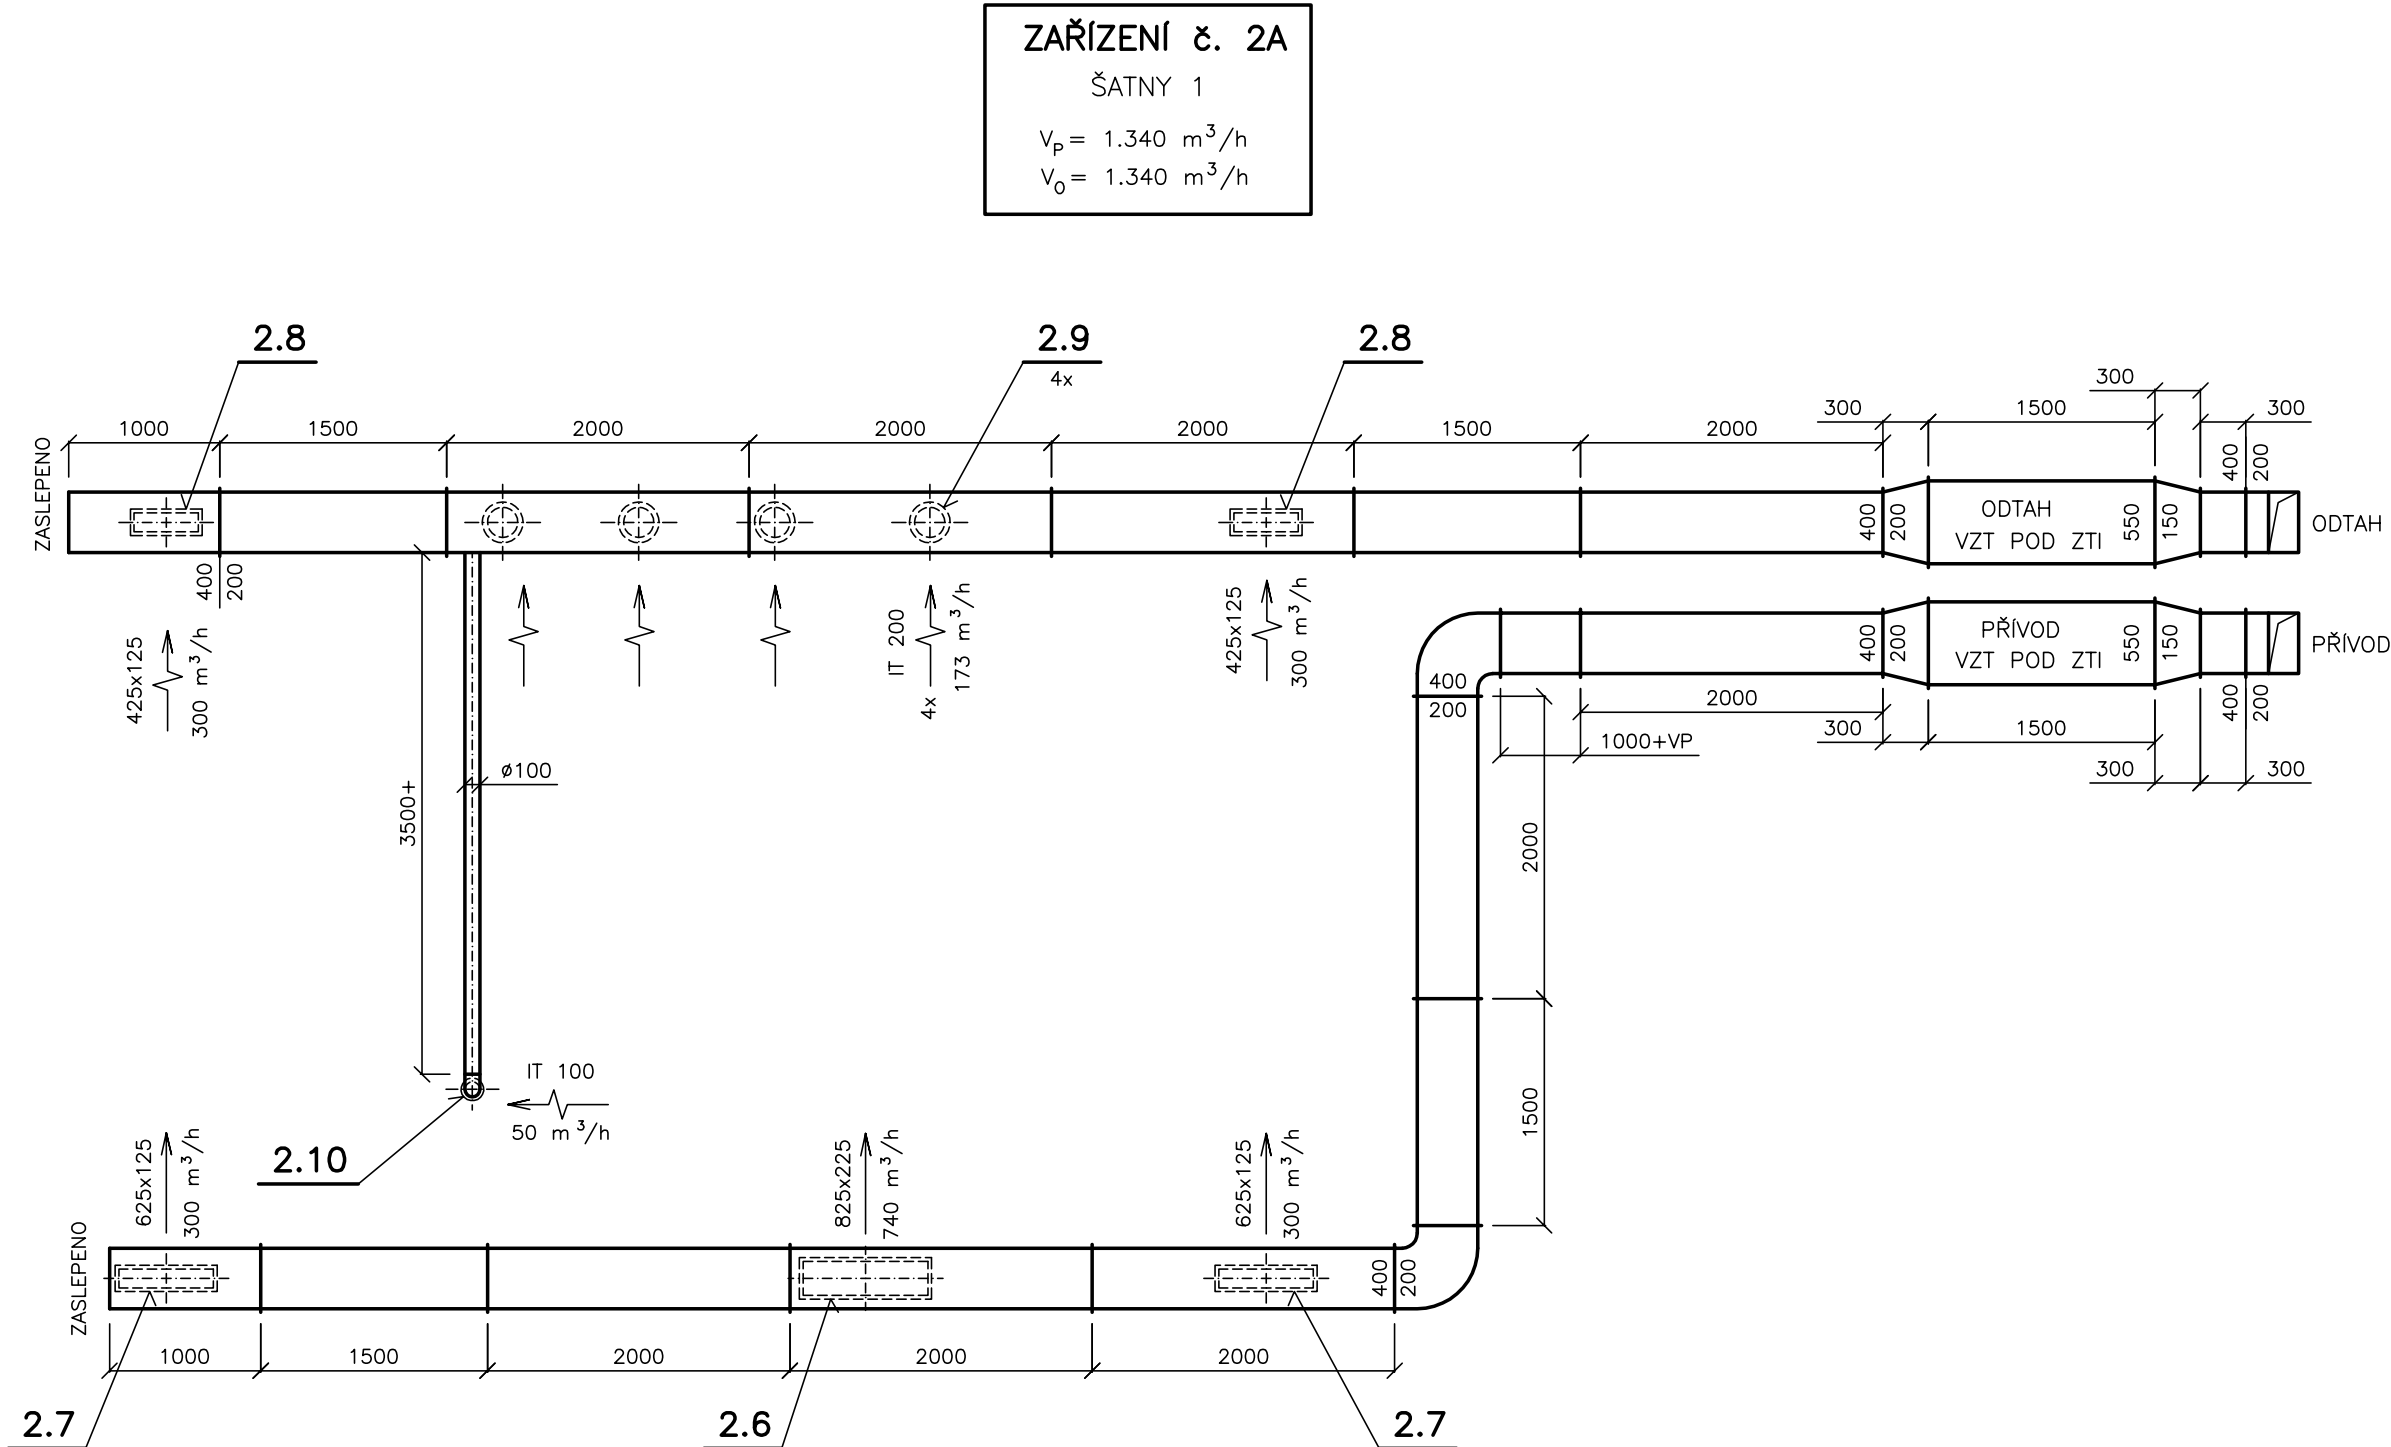 ZAŘÍZENÍ č. 2A
ŠATNY 1
VP= 1.340 m³/h
VO= 1.340 m³/h
2.8
2.9
4x
2.8
300
1000
1500
2000
2000
2000
1500
2000
300
1500
300
ZASLEPENO
400
200
ODTAH
VZT POD ZTI
400
200
550
150
ODTAH
400
200
425x125
300 m³/h
IT 200
4x
173 m³/h
425x125
300 m³/h
PŘÍVOD
VZT POD ZTI
400
200
550
150
PŘÍVOD
400
200
400
200
2000
300
1500
1000+VP
300
300
ø100
3500+
2000
1500
IT 100
50 m³/h
2.10
625x125
300 m³/h
825x225
740 m³/h
625x125
300 m³/h
ZASLEPENO
400
200
1000
1500
2000
2000
2000
2.7
2.6
2.7